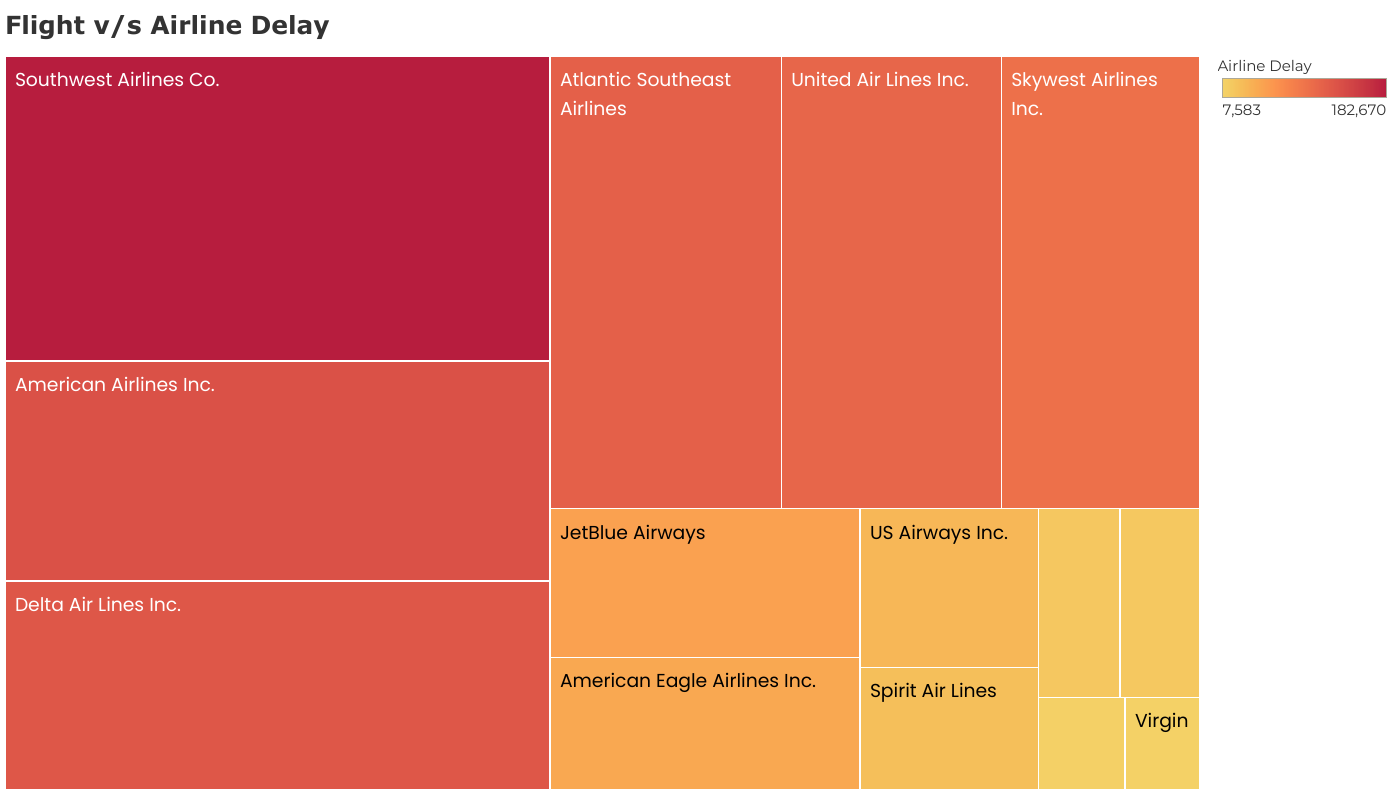 Flight v/s Airline Delay
Southwest Airlines Co.
American Airlines Inc.
Delta Air Lines Inc.
Atlantic Southeast
Airlines
United Air Lines Inc.
Skywest Airlines
Inc.
JetBlue Airways
American Eagle Airlines Inc.
US Airways Inc.
Spirit Air Lines
Virgin
Airline Delay
7,583
182,670